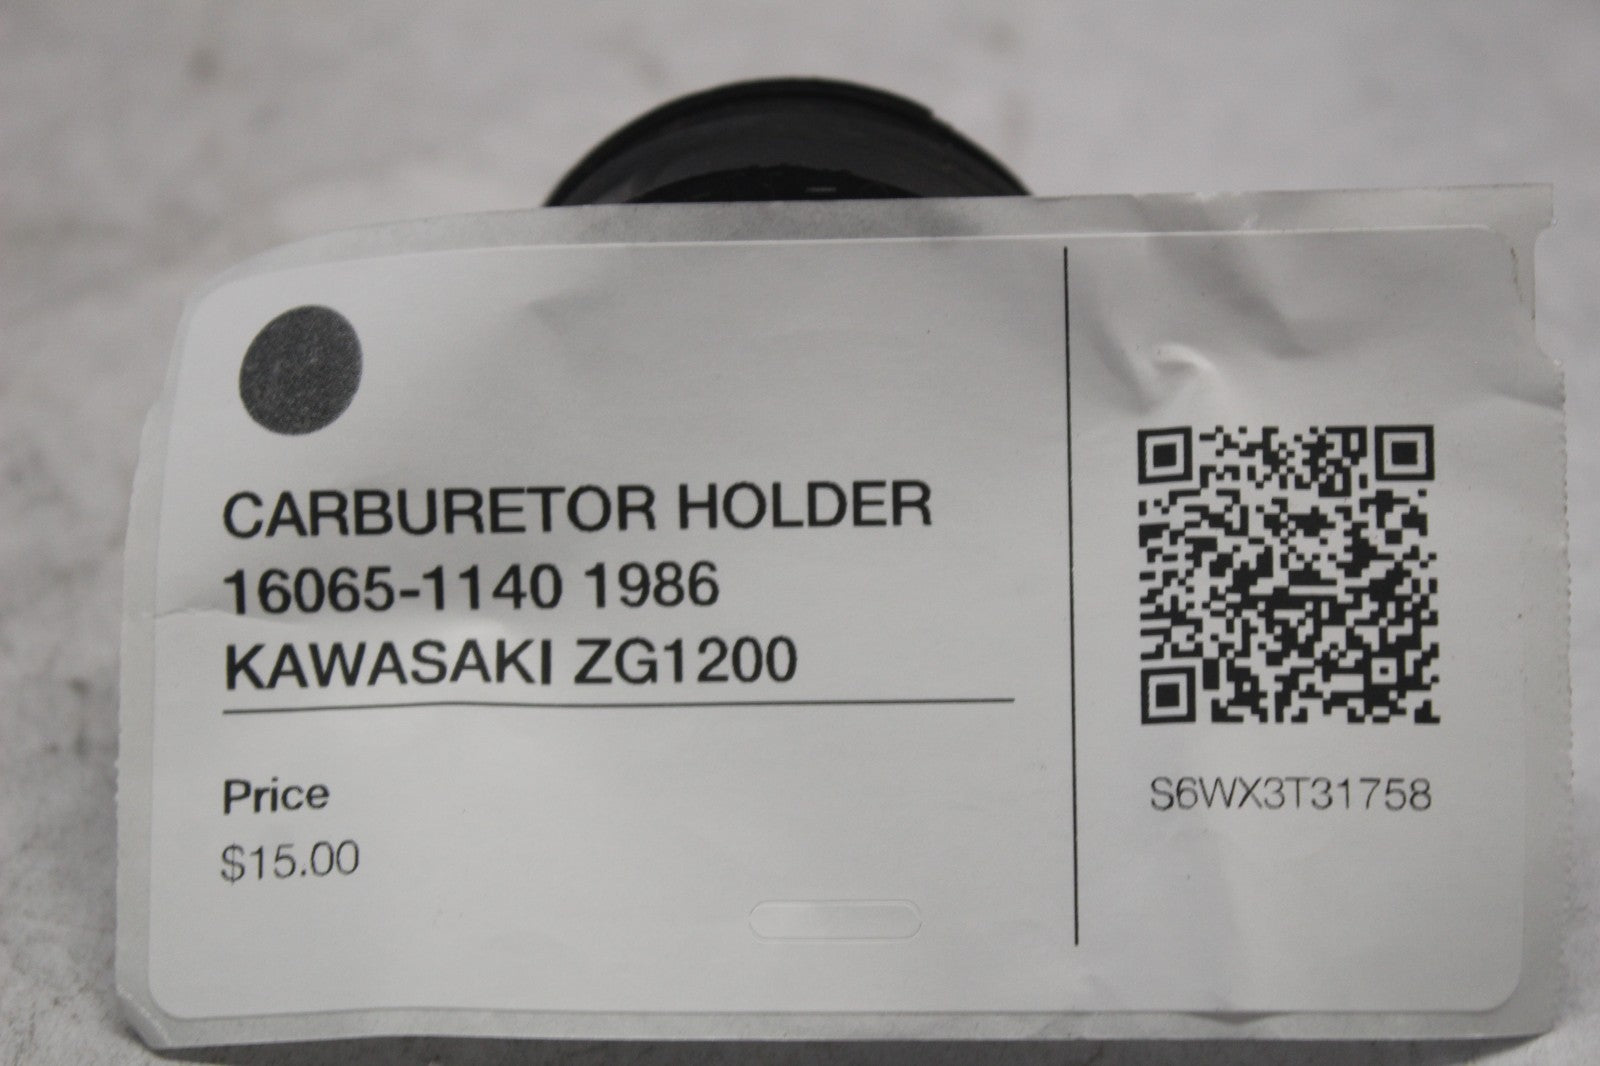 CARBURETOR HOLDER
16065-1140 1986
KAWASAKI ZG1200
Price
$15.00
S6WX3T31758